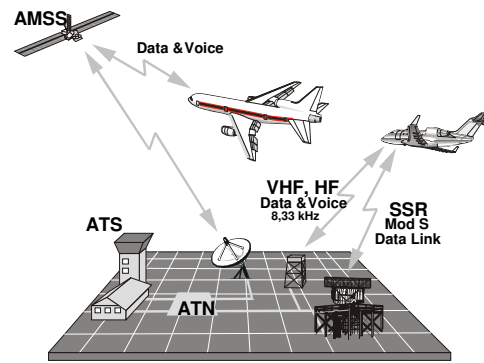 AMSS
Data &Voice
VHF, HF
Data &Voice
8,33 kHz
SSR
Mod S
Data Link
ATS
ATN